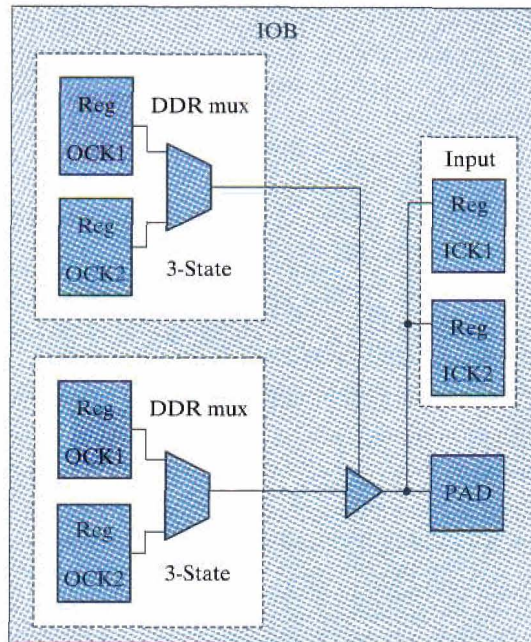 IOB
Reg
OCK1
DDR mux
Reg
OCK2
3-State
Input
Reg
ICK1
Reg
ICK2
Reg
OCK1
DDR mux
Reg
OCK2
3-State
PAD